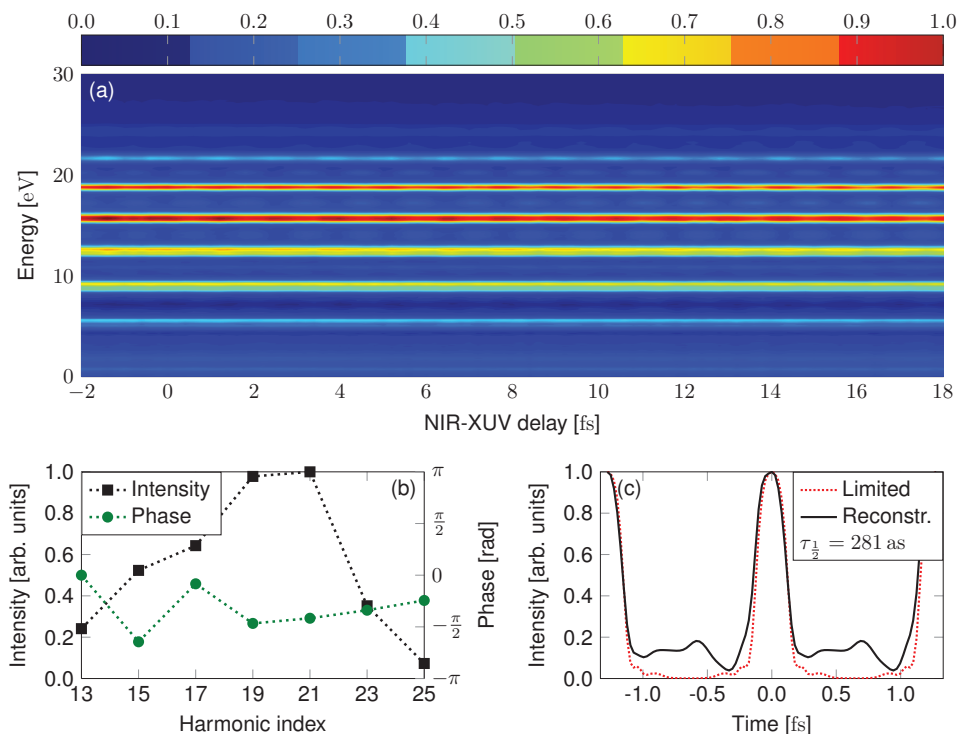 0.0 0.1 0.2 0.3 0.4 0.5 0.6 0.7 0.8 0.9 1.0
(a)
30
20
10
0
Energy [eV]
−2 0 2 4 6 8 10 12 14 16 18
NIR-XUV delay [fs]
(b)
Intensity
Phase
1.0
0.8
0.6
0.4
0.2
0.0
Intensity [arb. units]
π
π/2
0
−π/2
−π
Phase [rad]
13 15 17 19 21 23 25
Harmonic index
(c)
Limited
Reconstr.
τ½ = 281 as
1.0
0.8
0.6
0.4
0.2
0.0
Intensity [arb. units]
-1.0 -0.5 0.0 0.5 1.0
Time [fs]